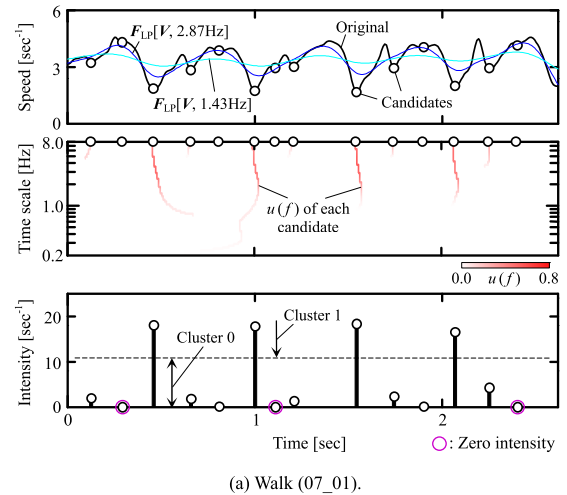 F_LP[V, 2.87Hz]
Original
6
3
0
Speed [sec⁻¹]
F_LP[V, 1.43Hz]
Candidates
8.0
1.0
0.2
Time scale [Hz]
u(f) of each
candidate
0.0 u(f) 0.8
20
10
0
Intensity [sec⁻¹]
Cluster 0
Cluster 1
0 1 2
Time [sec]
: Zero intensity
(a) Walk (07_01).